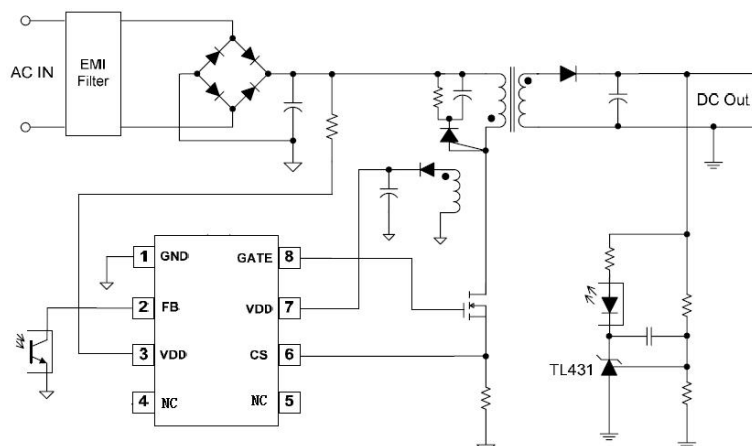 AC IN
EMI
Filter
DC Out
1 GND
GATE 8
2 FB
VDD 7
3 VDD
CS 6
4 NC
NC 5
TL431